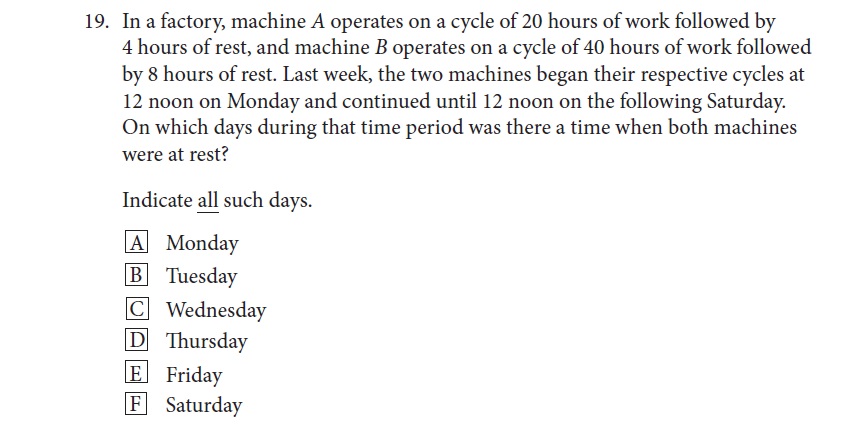 19. In a factory, machine A operates on a cycle of 20 hours of work followed by
4 hours of rest, and machine B operates on a cycle of 40 hours of work followed
by 8 hours of rest. Last week, the two machines began their respective cycles at
12 noon on Monday and continued until 12 noon on the following Saturday.
On which days during that time period was there a time when both machines
were at rest?
Indicate all such days.
A Monday
B Tuesday
C Wednesday
D Thursday
E Friday
F Saturday